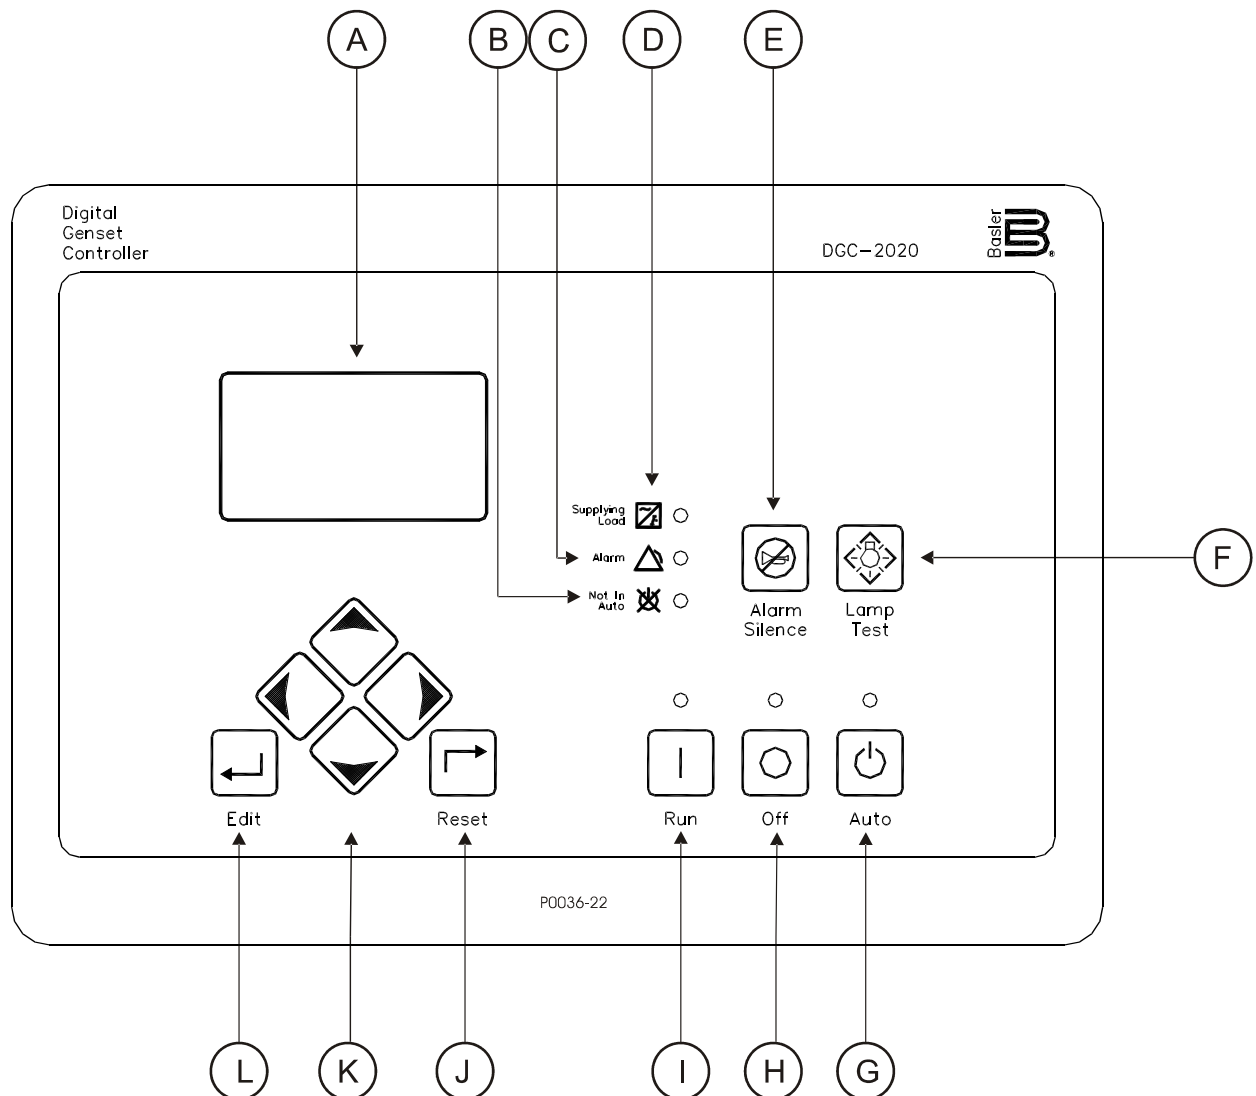 A
B
C
D
E
Digital
Genset
Controller
DGC-2020
Basler
B
®
Supplying
Load
Alarm
Not In
Auto
Alarm
Silence
Lamp
Test
F
Edit
Reset
Run
Off
Auto
P0036-22
L
K
J
I
H
G